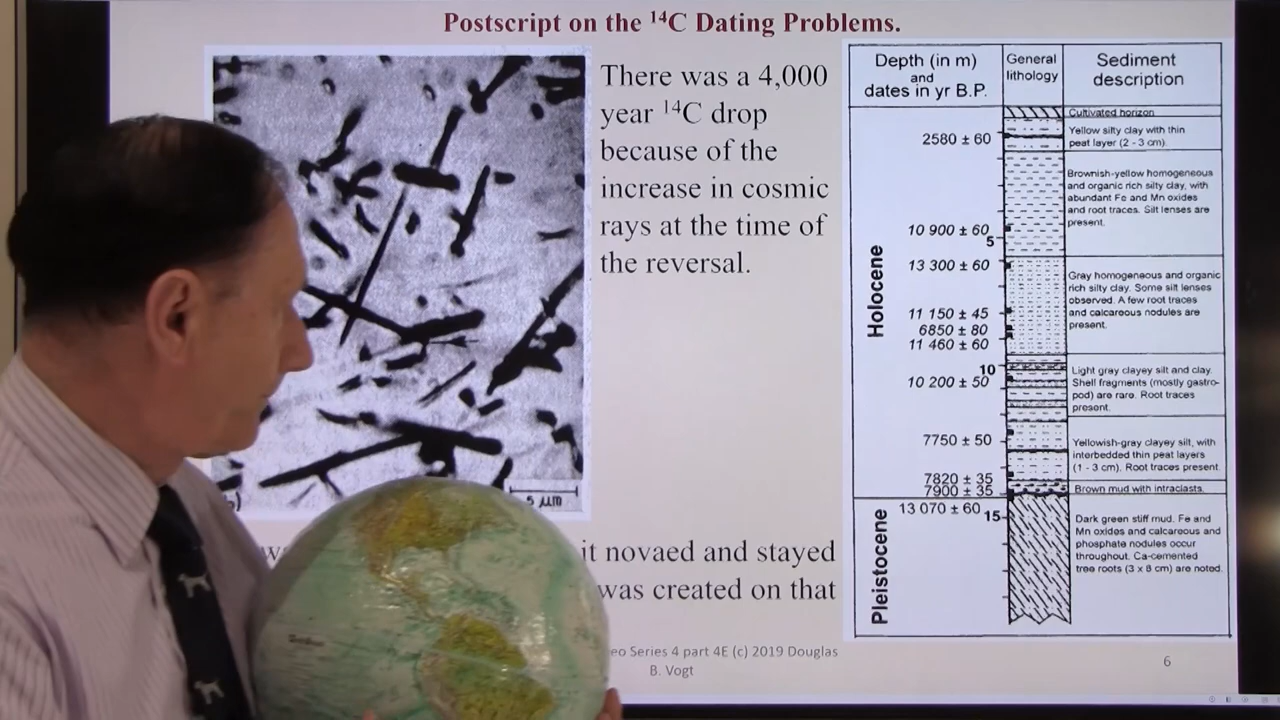 Postscript on the ¹⁴C Dating Problems.
There was a 4,000
year ¹⁴C drop
because of the
increase in cosmic
rays at the time of
the reversal.
5 µm
it novaed and stayed
was created on that
Series 4 part 4E (c) 2019 Douglas
B. Vogt
6
Depth (in m)
and
dates in yr B.P.
General
lithology
Sediment
description
Holocene
Pleistocene
2580 ± 60
10 900 ± 60
5
13 300 ± 60
11 150 ± 45
6850 ± 80
11 460 ± 60
10
10 200 ± 50
7750 ± 50
7820 ± 35
7900 ± 35
13 070 ± 60
15
Cultivated horizon
Yellow silty clay with thin
peat layer (2 - 3 cm).
Brownish-yellow homogeneous
and organic rich silty clay, with
abundant Fe and Mn oxides
and root traces. Silt lenses are
present.
Gray homogeneous and organic
rich silty clay. Some silt lenses
observed. A few root traces
and calcareous nodules are
present.
Light gray clayey silt and clay.
Shell fragments (mostly gastro-
pod) are rare. Root traces
present.
Yellowish-gray clayey silt, with
interbedded thin peat layers
(1 - 3 cm). Root traces present.
Brown mud with intraclasts.
Dark green stiff mud. Fe and
Mn oxides and calcareous and
phosphate nodules occur
throughout. Ca-cemented
tree roots (3 x 8 cm) are noted.